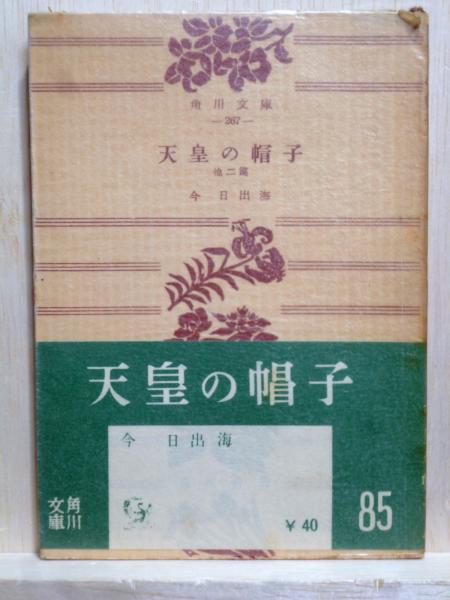 角川文庫
—267—
天皇の帽子
他二篇
今日出海
天皇の帽子
今日出海
角川文庫
¥40
85